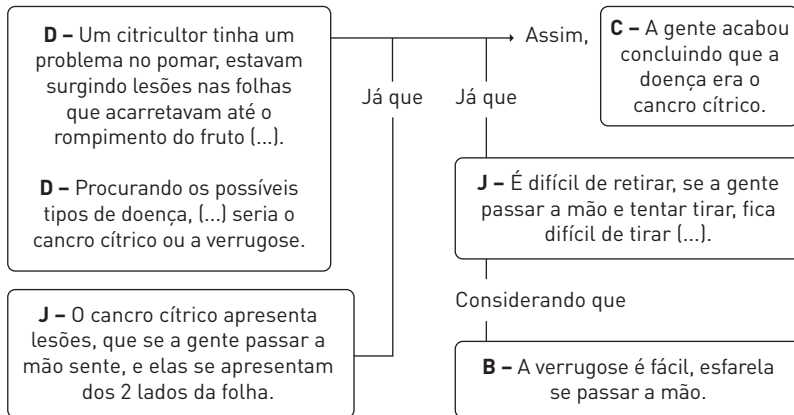 D – Um citricultor tinha um
problema no pomar, estavam
surgindo lesões nas folhas
que acarretavam até o
rompimento do fruto (...).
D – Procurando os possíveis
tipos de doença, (...) seria o
cancro cítrico ou a verrugose.
Já que
Já que
Assim,
C – A gente acabou
concluindo que a
doença era o
cancro cítrico.
J – É difícil de retirar, se a gente
passar a mão e tentar tirar, fica
difícil de tirar (...).
Considerando que
J – O cancro cítrico apresenta
lesões, que se a gente passar a
mão sente, e elas se apresentam
dos 2 lados da folha.
B – A verrugose é fácil, esfarela
se passar a mão.